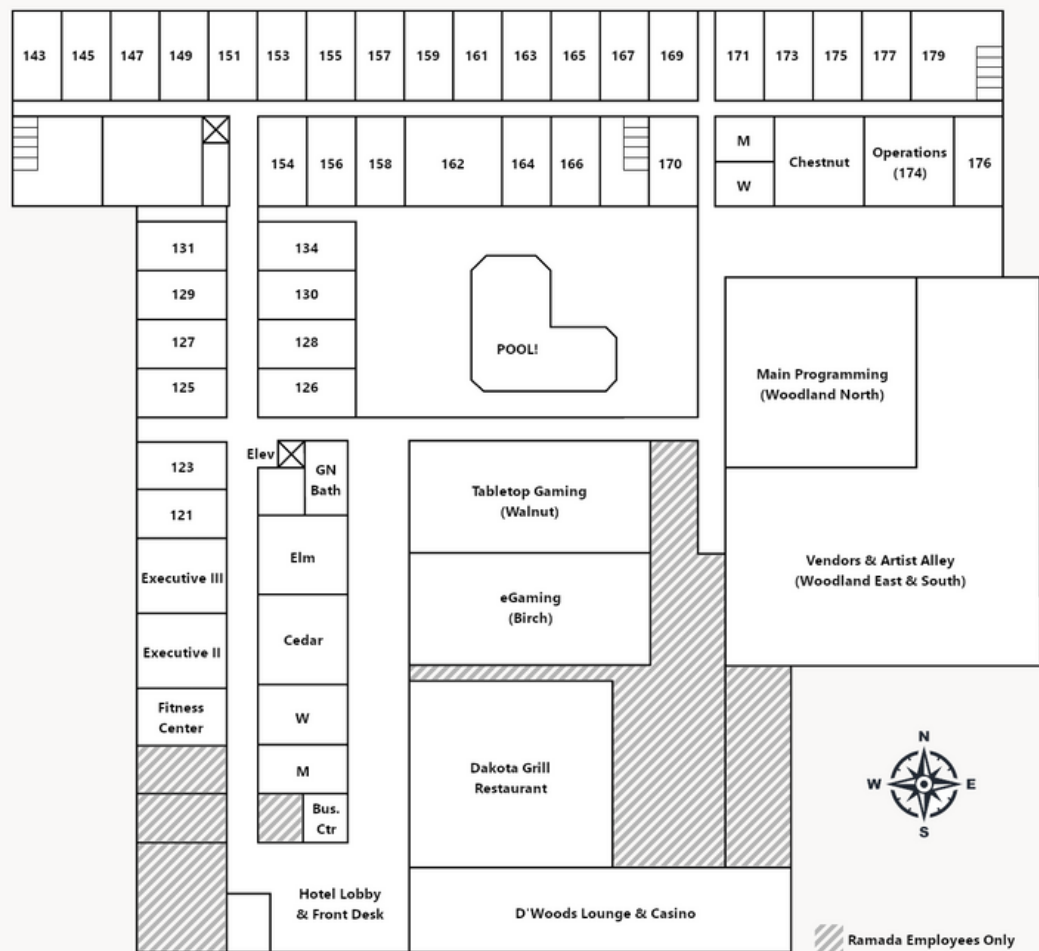 143 145 147 149 151 153 155 157 159 161 163 165 167 169 171 173 175 177 179
M
W
154 156 158 162 164 166 170
Chestnut
Operations
(174)
176
131
134
129
130
127
128
125
126
POOL!
Main Programming
(Woodland North)
Elev
GN
Bath
123
121
Tabletop Gaming
(Walnut)
Executive III
Elm
eGaming
(Birch)
Vendors & Artist Alley
(Woodland East & South)
Executive II
Cedar
Fitness
Center
W
M
Dakota Grill
Restaurant
N
W
E
S
Bus.
Ctr
Hotel Lobby
& Front Desk
D'Woods Lounge & Casino
Ramada Employees Only